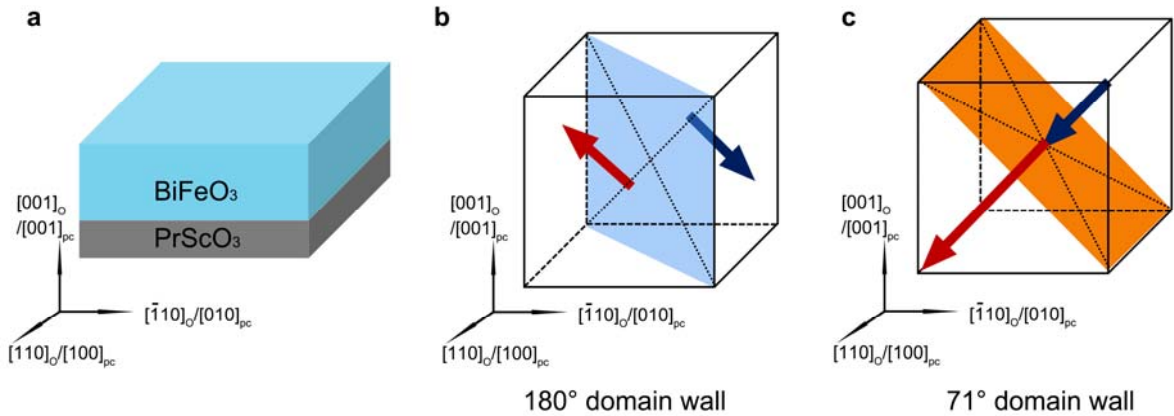 a
BiFeO₃
PrScO₃
[001]ₒ
/[001]pc
[1̄10]ₒ/[010]pc
[110]ₒ/[100]pc
b
[1̄10]ₒ/[010]pc
[110]ₒ/[100]pc
180° domain wall
c
[001]ₒ
/[001]pc
[1̄10]ₒ/[010]pc
[110]ₒ/[100]pc
71° domain wall
[001]ₒ
/[001]pc